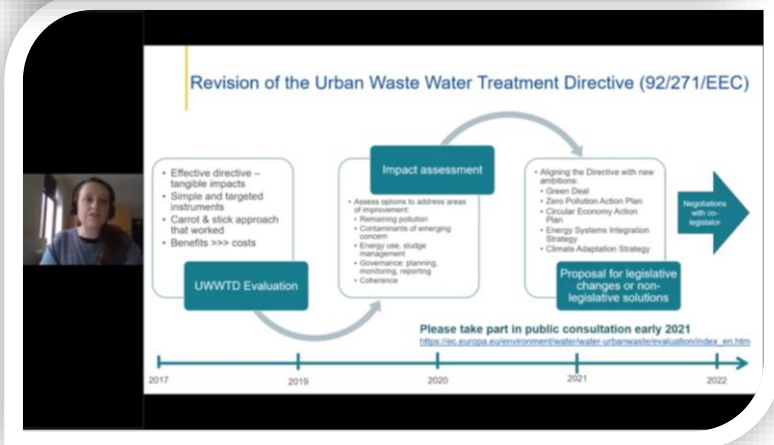 Revision of the Urban Waste Water Treatment Directive (92/271/EEC)
• Effective directive –
tangible impacts
• Simple and targeted
instruments
• Carrot & stick approach
that worked
• Benefits >>> costs
UWWTD Evaluation
Impact assessment
• Assess options to address areas
of improvement:
• Remaining pollution
• Contaminants of emerging
concern
• Energy use, sludge
management
• Governance: planning,
monitoring, reporting
• Coherence
• Aligning the Directive with new
ambitions:
• Green Deal
• Zero Pollution Action Plan
• Circular Economy Action
Plan
• Energy Systems Integration
Strategy
• Climate Adaptation Strategy
Proposal for legislative
changes or non-
legislative solutions
Negotiations
with co-
legislator
Please take part in public consultation early 2021
https://ec.europa.eu/environment/water/water-urbanwaste/evaluation/index_en.htm
2017
2019
2020
2021
2022